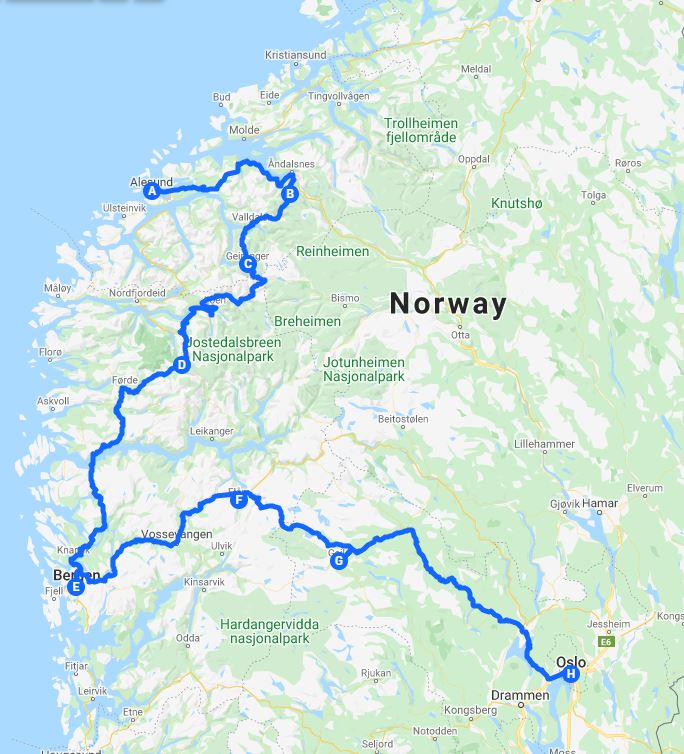 Kristiansund
Meldal
Bud
Eide
Tingvollvågen
Molde
Trollheimen
fjellområde
Oppdal
Røros
Åndalsnes
Alesund
A
B
Tolga
Knutshø
Ulsteinvik
Valldal
Reinheimen
C
Måløy
Nordfjordeid
Bismo
Norway
Breheimen
Otta
Florø
Jostedalsbreen
Nasjonalpark
Jotunheimen
Nasjonalpark
D
Førde
Askvoll
Beitostølen
Leikanger
Lillehammer
Elverum
F
Gjøvik
Hamar
Vossevangen
Ulvik
G
Bergen
E
Fjell
Kinsarvik
Hardangervidda
nasjonalpark
Jessheim
Kongs
E6
Odda
Oslo
H
Fitjar
Rjukan
Leirvik
Drammen
Etne
Kongsberg
Notodden
Moss
Seljord